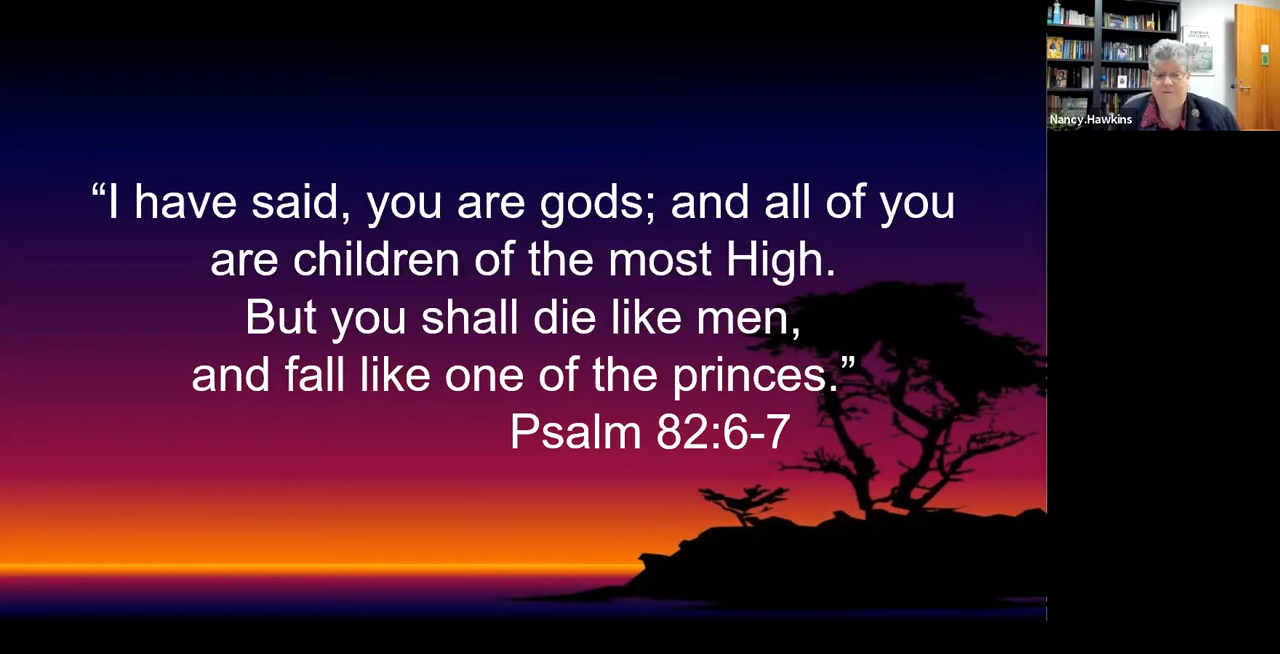 “I have said, you are gods; and all of you
are children of the most High.
But you shall die like men,
and fall like one of the princes.”
Psalm 82:6-7
Nancy.Hawkins